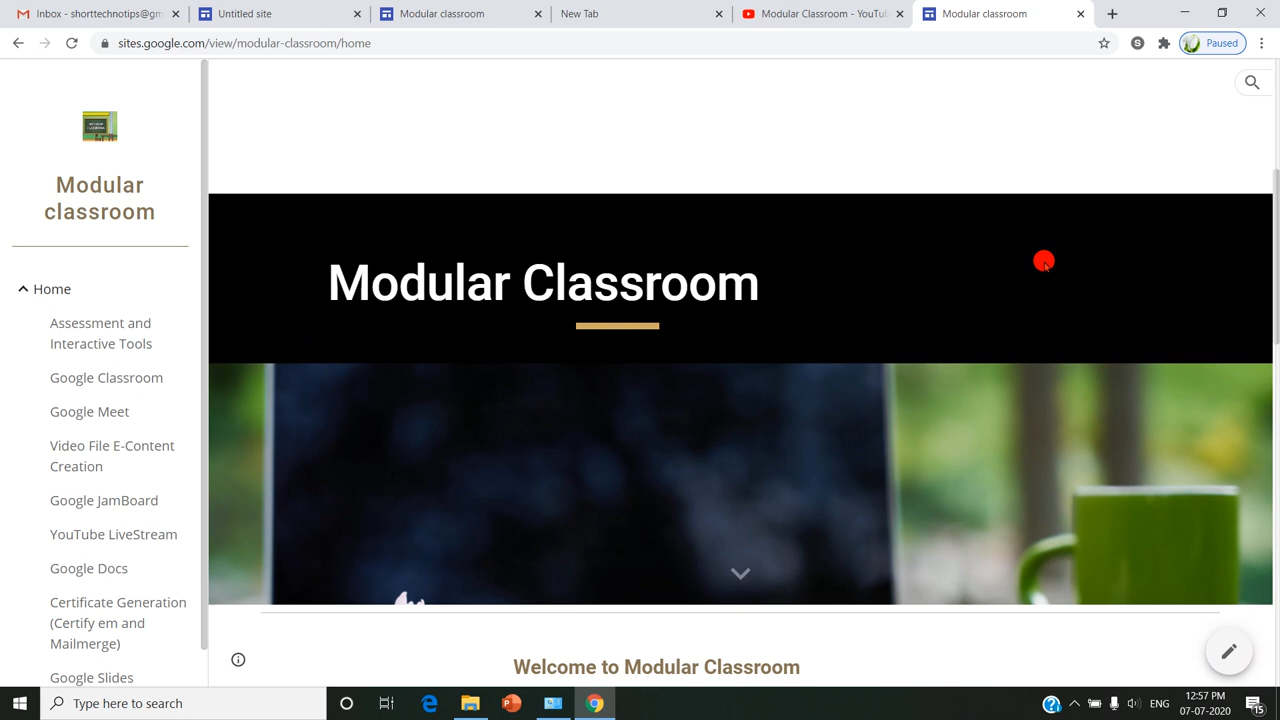 Inbox - shorttechnotips@gm
Untitled site
Modular classroom
New Tab
Modular Classroom - YouTu
Modular classroom
sites.google.com/view/modular-classroom/home
S
Paused
Modular
classroom
Home
Assessment and
Interactive Tools
Google Classroom
Google Meet
Video File E-Content
Creation
Google JamBoard
YouTube LiveStream
Google Docs
Certificate Generation
(Certify em and
Mailmerge)
Google Slides
Modular Classroom
Welcome to Modular Classroom
Type here to search
ENG
12:57 PM
07-07-2020
15